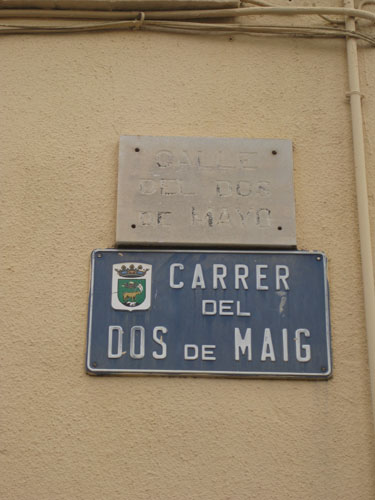 CALLE
DEL DOS
DE MAYO
CARRER
DEL
DOS DE MAIG